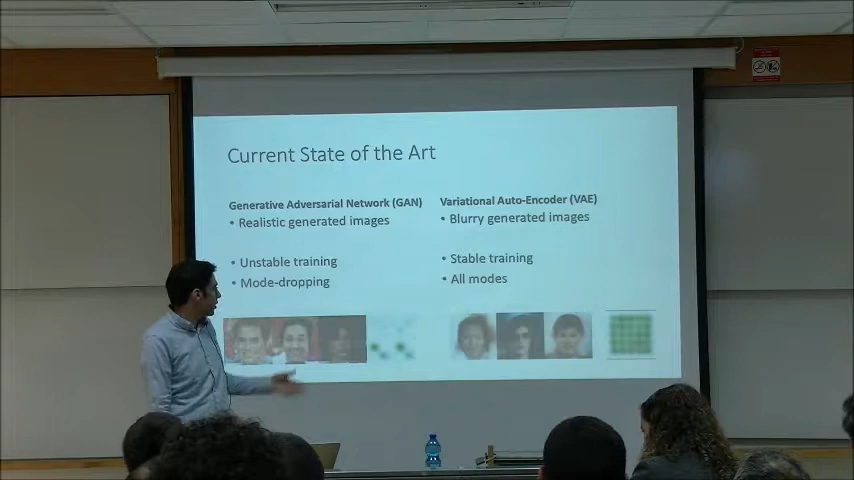 Current State of the Art
Generative Adversarial Network (GAN)
• Realistic generated images
• Unstable training
• Mode-dropping
Variational Auto-Encoder (VAE)
• Blurry generated images
• Stable training
• All modes